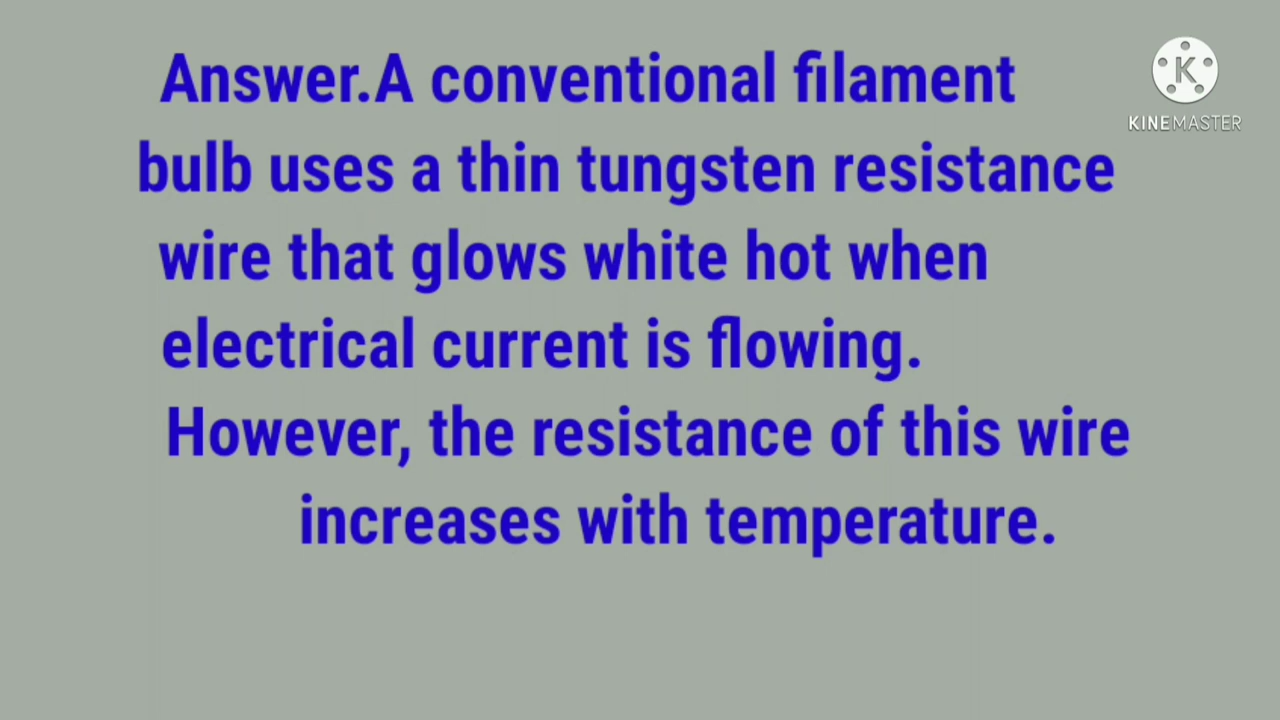 Answer.A conventional filament
bulb uses a thin tungsten resistance
wire that glows white hot when
electrical current is flowing.
However, the resistance of this wire
increases with temperature.
K
KINEMASTER